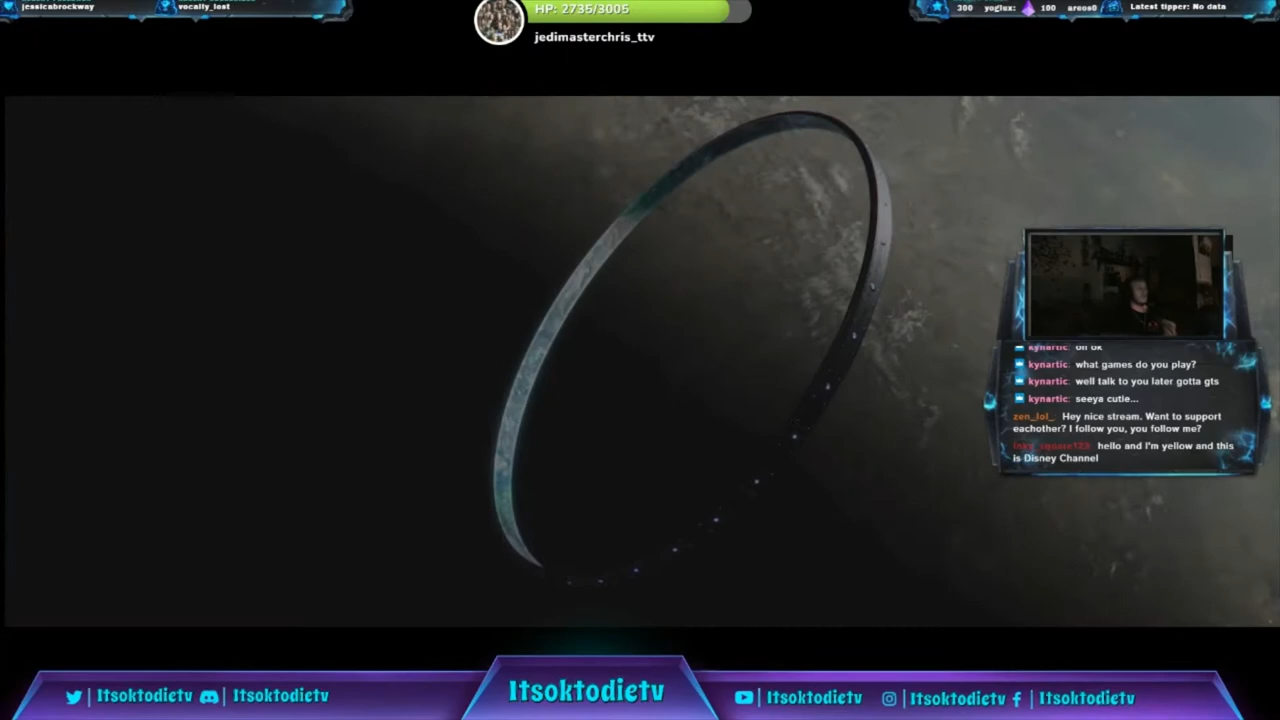 jessicabrockway
vocally_lost
HP: 2735/3005
jedimasterchris_ttv
300 yoglux: 100 areos0
Latest tipper: No data
kynartic: oh ok
kynartic: what games do you play?
kynartic: well talk to you later gotta gts
kynartic: seeya cutie...
zen_lol_: Hey nice stream. Want to support
eachother? I follow you, you follow me?
hello and I'm yellow and this
is Disney Channel
Itsoktodietv
| Itsoktodietv | Itsoktodietv
| Itsoktodietv | Itsoktodietv | Itsoktodietv